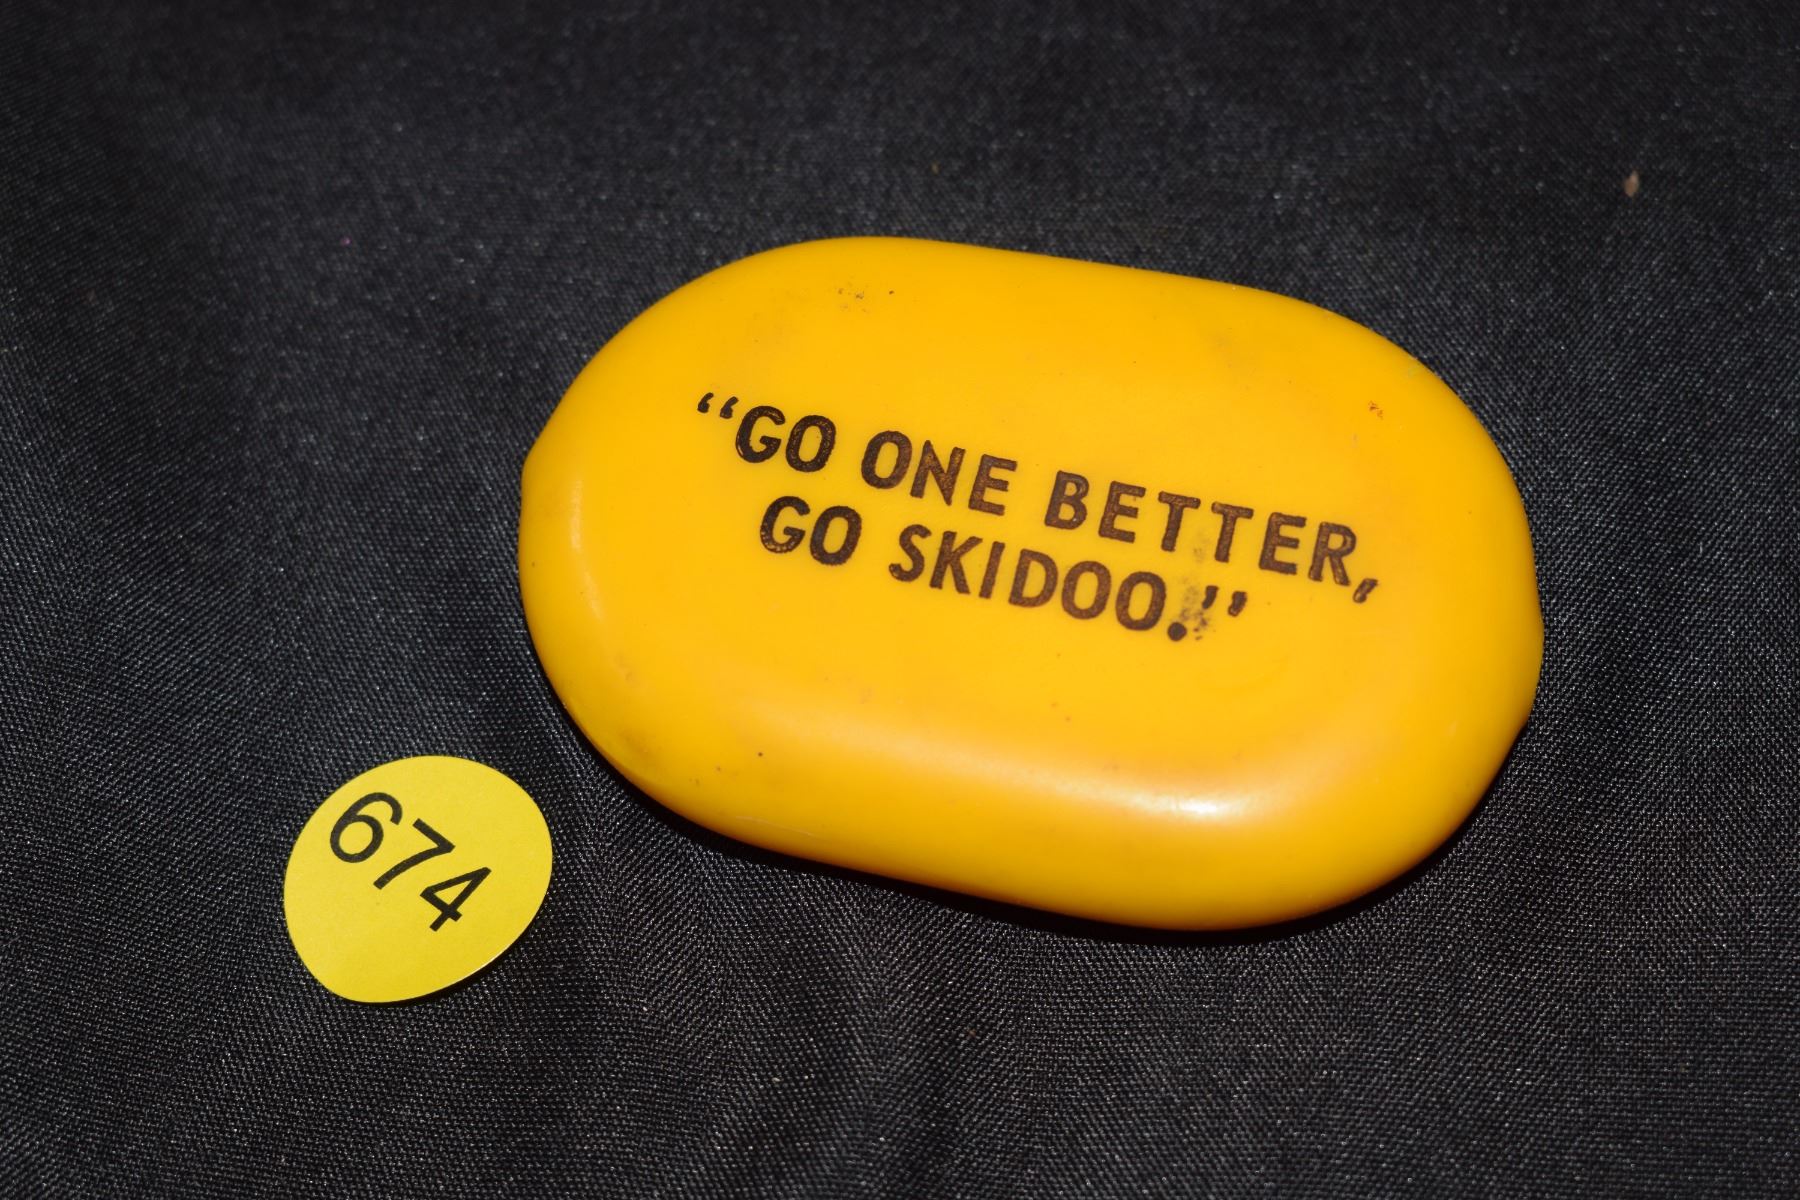 “GO ONE BETTER,
GO SKIDOO.”
674